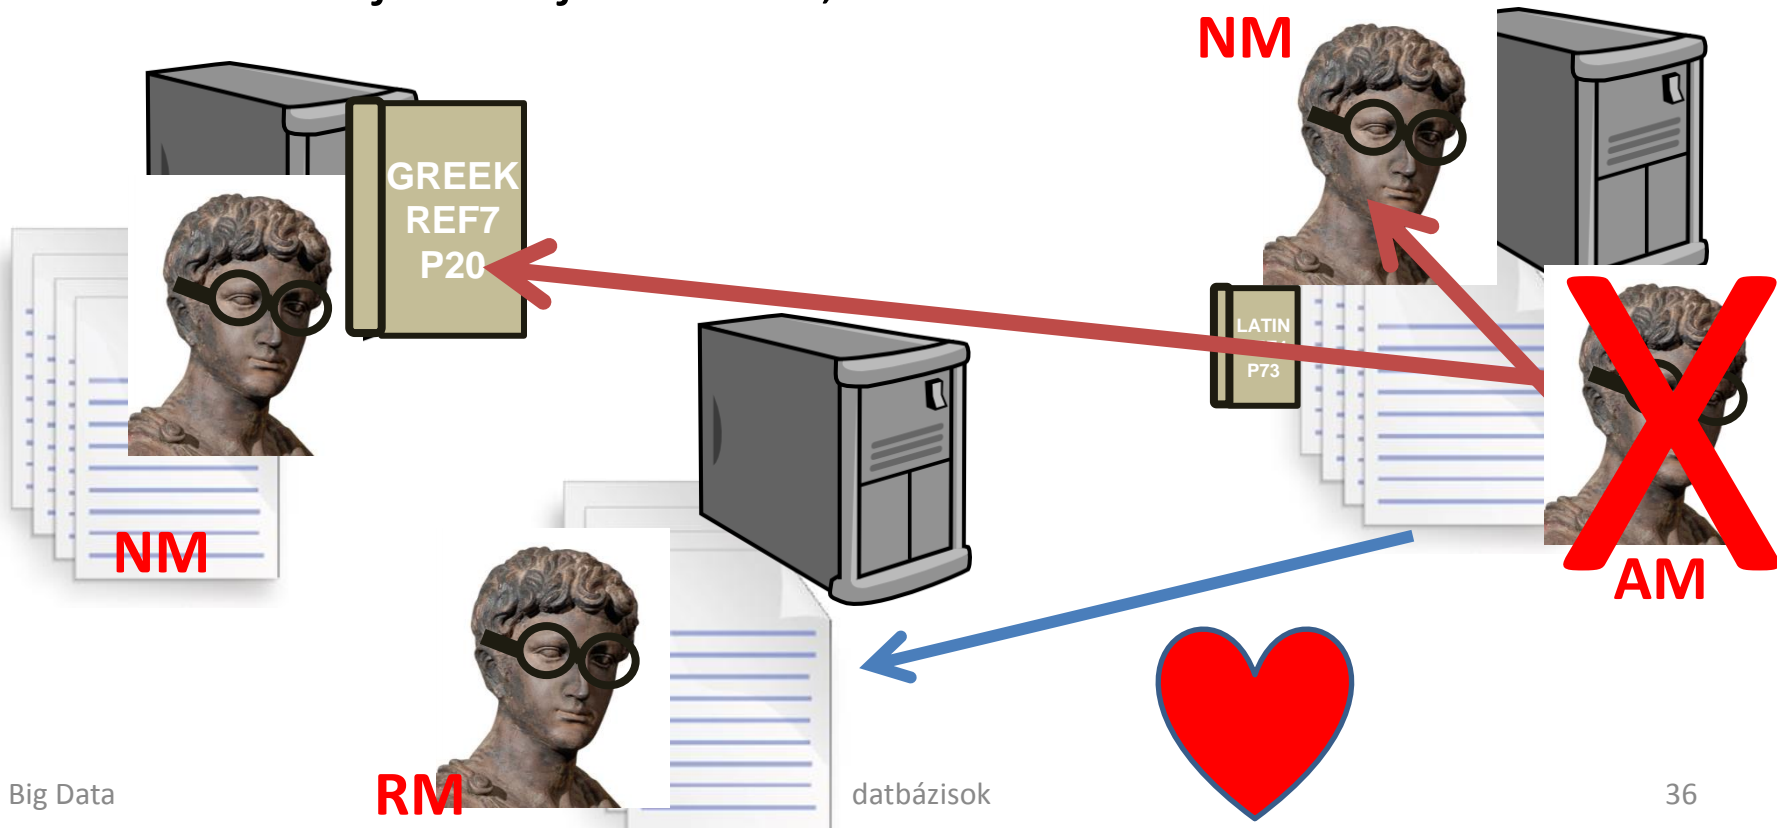 NM
GREEK
REF7
P20
LATIN
P73
NM
AM
RM
Big Data
datbázisok
36